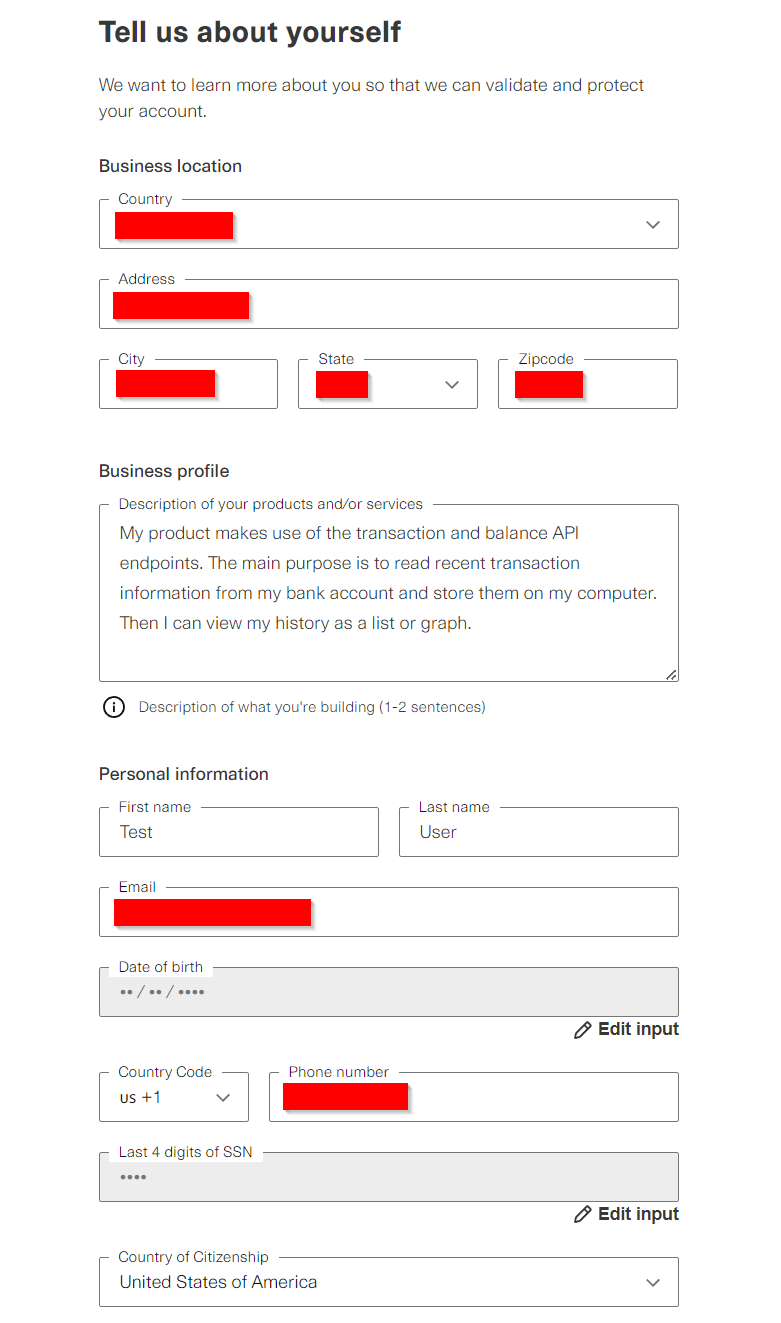 Tell us about yourself
We want to learn more about you so that we can validate and protect
your account.
Business location
Country
Address
City
State
Zipcode
Business profile
Description of your products and/or services
My product makes use of the transaction and balance API
endpoints. The main purpose is to read recent transaction
information from my bank account and store them on my computer.
Then I can view my history as a list or graph.
Description of what you're building (1-2 sentences)
Personal information
First name
Last name
Test
User
Email
Date of birth
•• / •• / ••••
Edit input
Country Code
Phone number
US +1
Last 4 digits of SSN
••••
Edit input
Country of Citizenship
United States of America